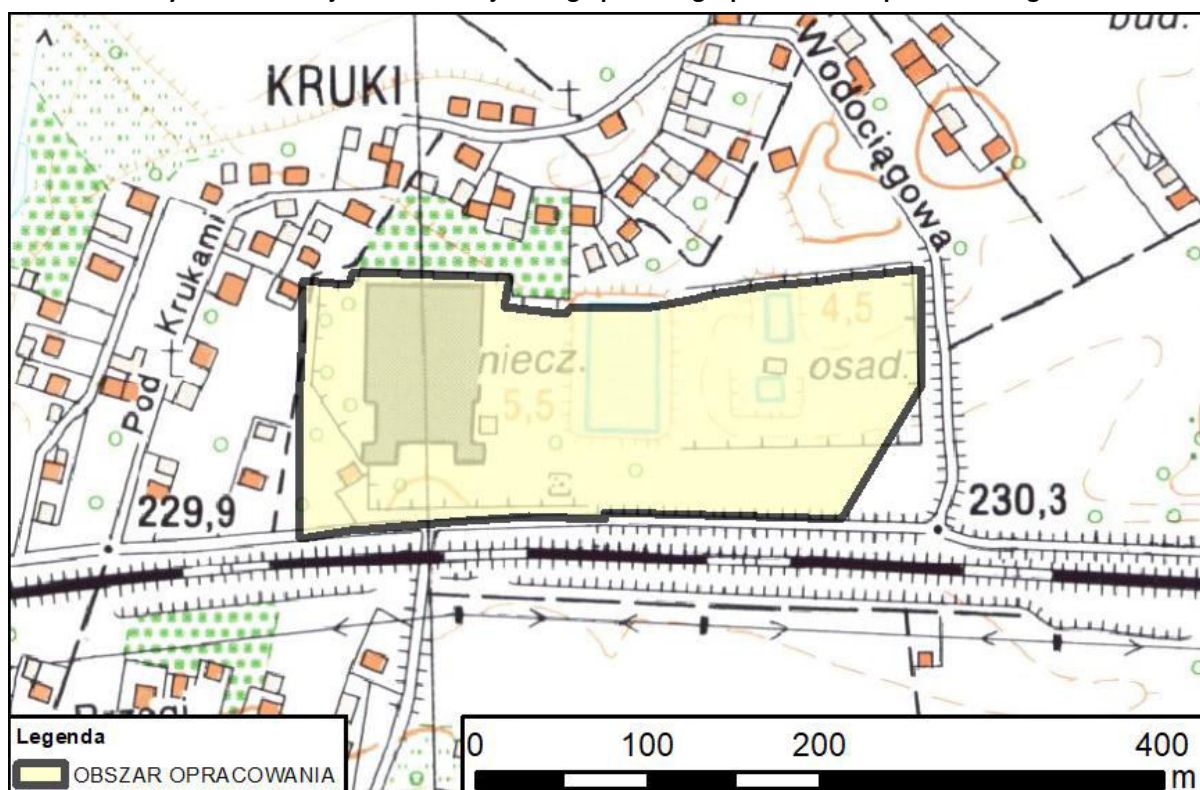 bud.
KRUKI
Wodociągowa
Pod Krukami
niecz.
5,5
4,5
osad.
229,9
230,3
Legenda
OBSZAR OPRACOWANIA
0 100 200 400
m